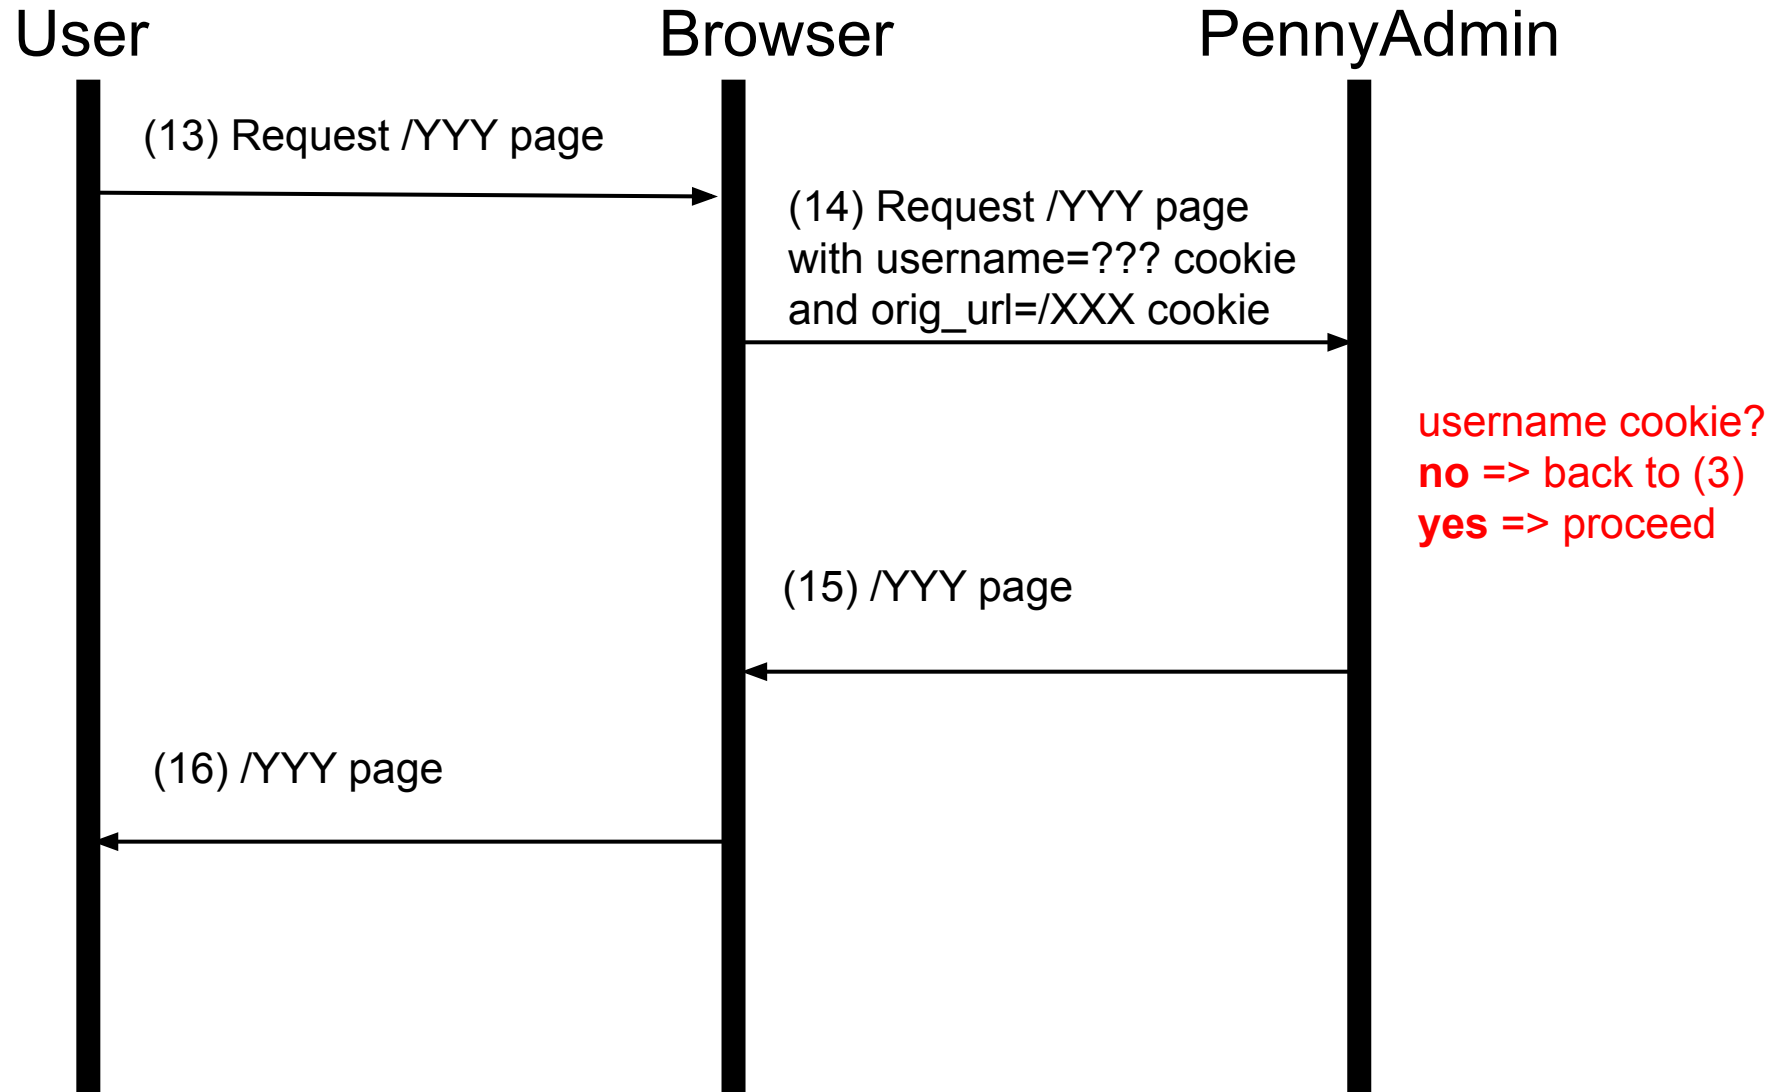 User
Browser
PennyAdmin
(13) Request /YYY page
(14) Request /YYY page
with username=??? cookie
and orig_url=/XXX cookie
username cookie?
no => back to (3)
yes => proceed
(15) /YYY page
(16) /YYY page